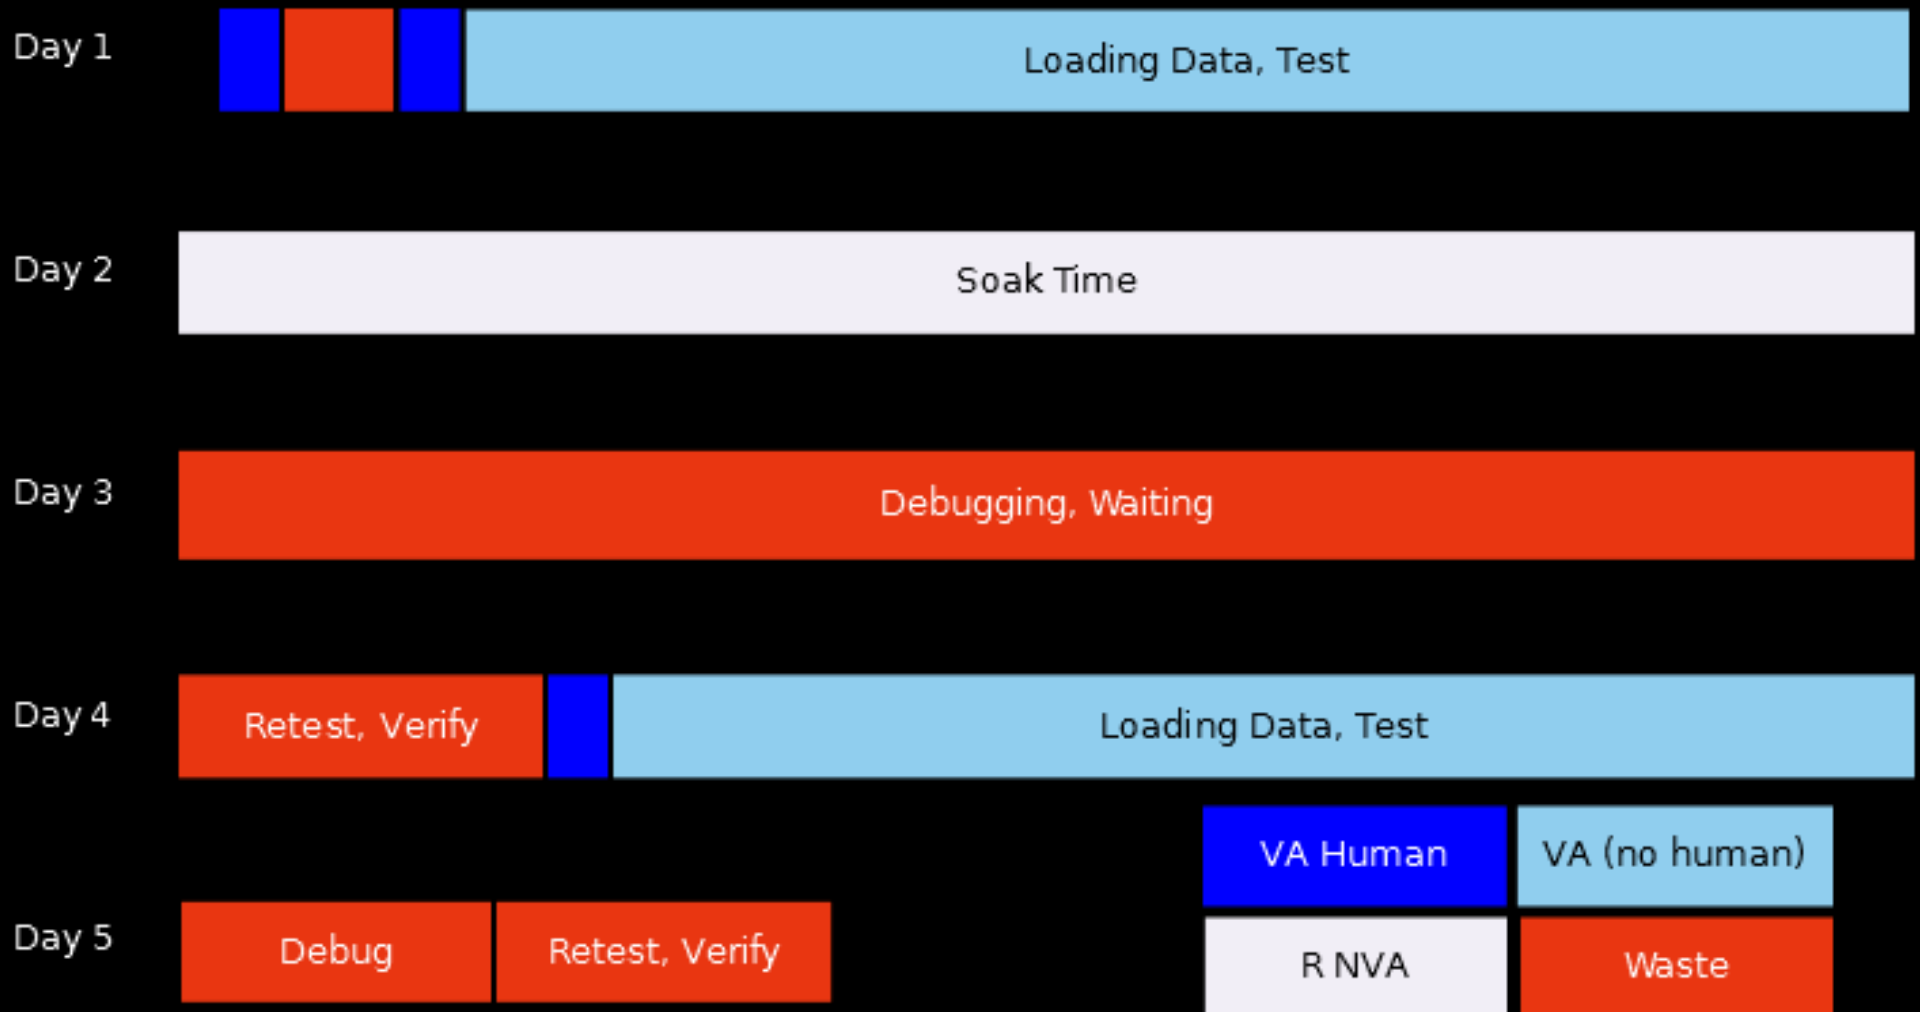 Day 1
Loading Data, Test
Day 2
Soak Time
Day 3
Debugging, Waiting
Day 4
Retest, Verify
Loading Data, Test
VA Human
VA (no human)
Day 5
Debug
Retest, Verify
R NVA
Waste